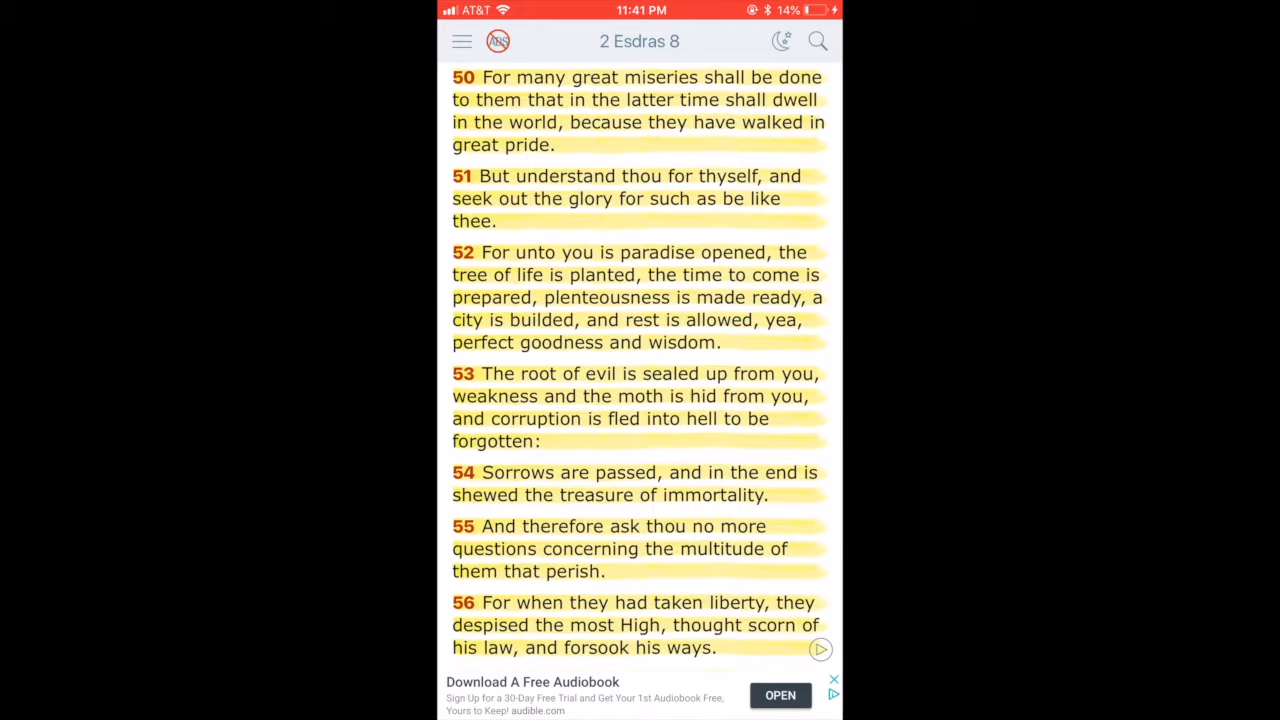 AT&T 11:41 PM 14%
ADS 2 Esdras 8
50 For many great miseries shall be done
to them that in the latter time shall dwell
in the world, because they have walked in
great pride.
51 But understand thou for thyself, and
seek out the glory for such as be like
thee.
52 For unto you is paradise opened, the
tree of life is planted, the time to come is
prepared, plenteousness is made ready, a
city is builded, and rest is allowed, yea,
perfect goodness and wisdom.
53 The root of evil is sealed up from you,
weakness and the moth is hid from you,
and corruption is fled into hell to be
forgotten:
54 Sorrows are passed, and in the end is
shewed the treasure of immortality.
55 And therefore ask thou no more
questions concerning the multitude of
them that perish.
56 For when they had taken liberty, they
despised the most High, thought scorn of
his law, and forsook his ways.
Download A Free Audiobook
Sign Up for a 30-Day Free Trial and Get Your 1st Audiobook Free,
Yours to Keep! audible.com
OPEN